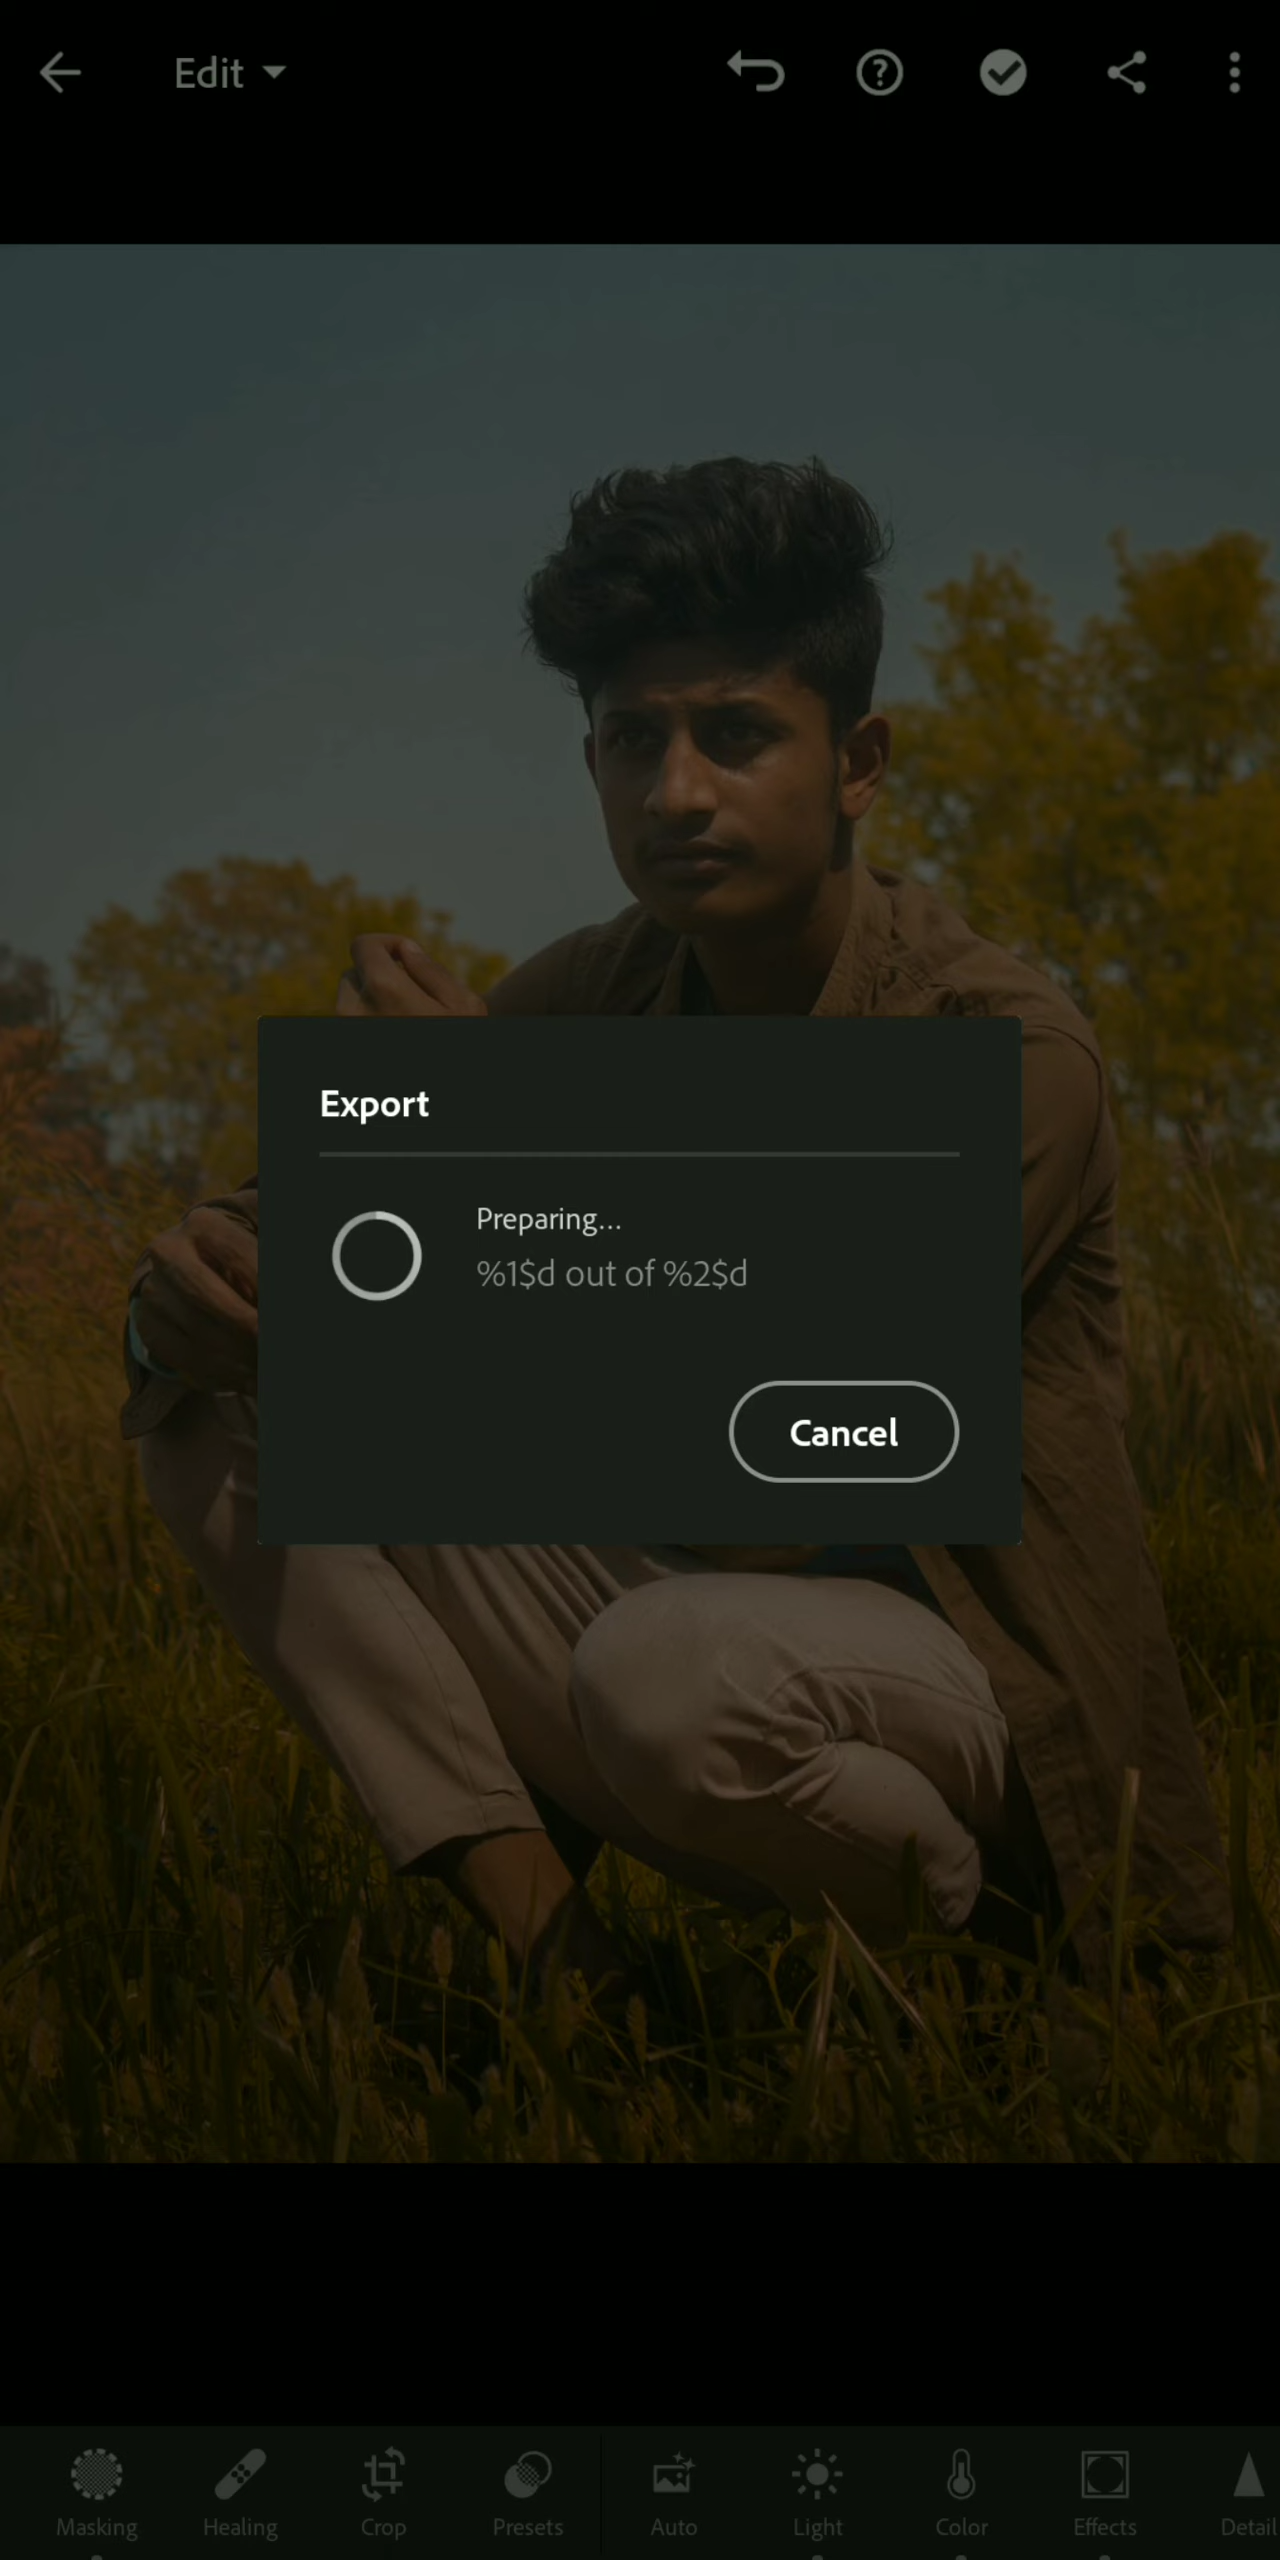 Edit
Export
Preparing...
%1$d out of %2$d
Cancel
Masking Healing Crop Presets Auto Light Color Effects Detail